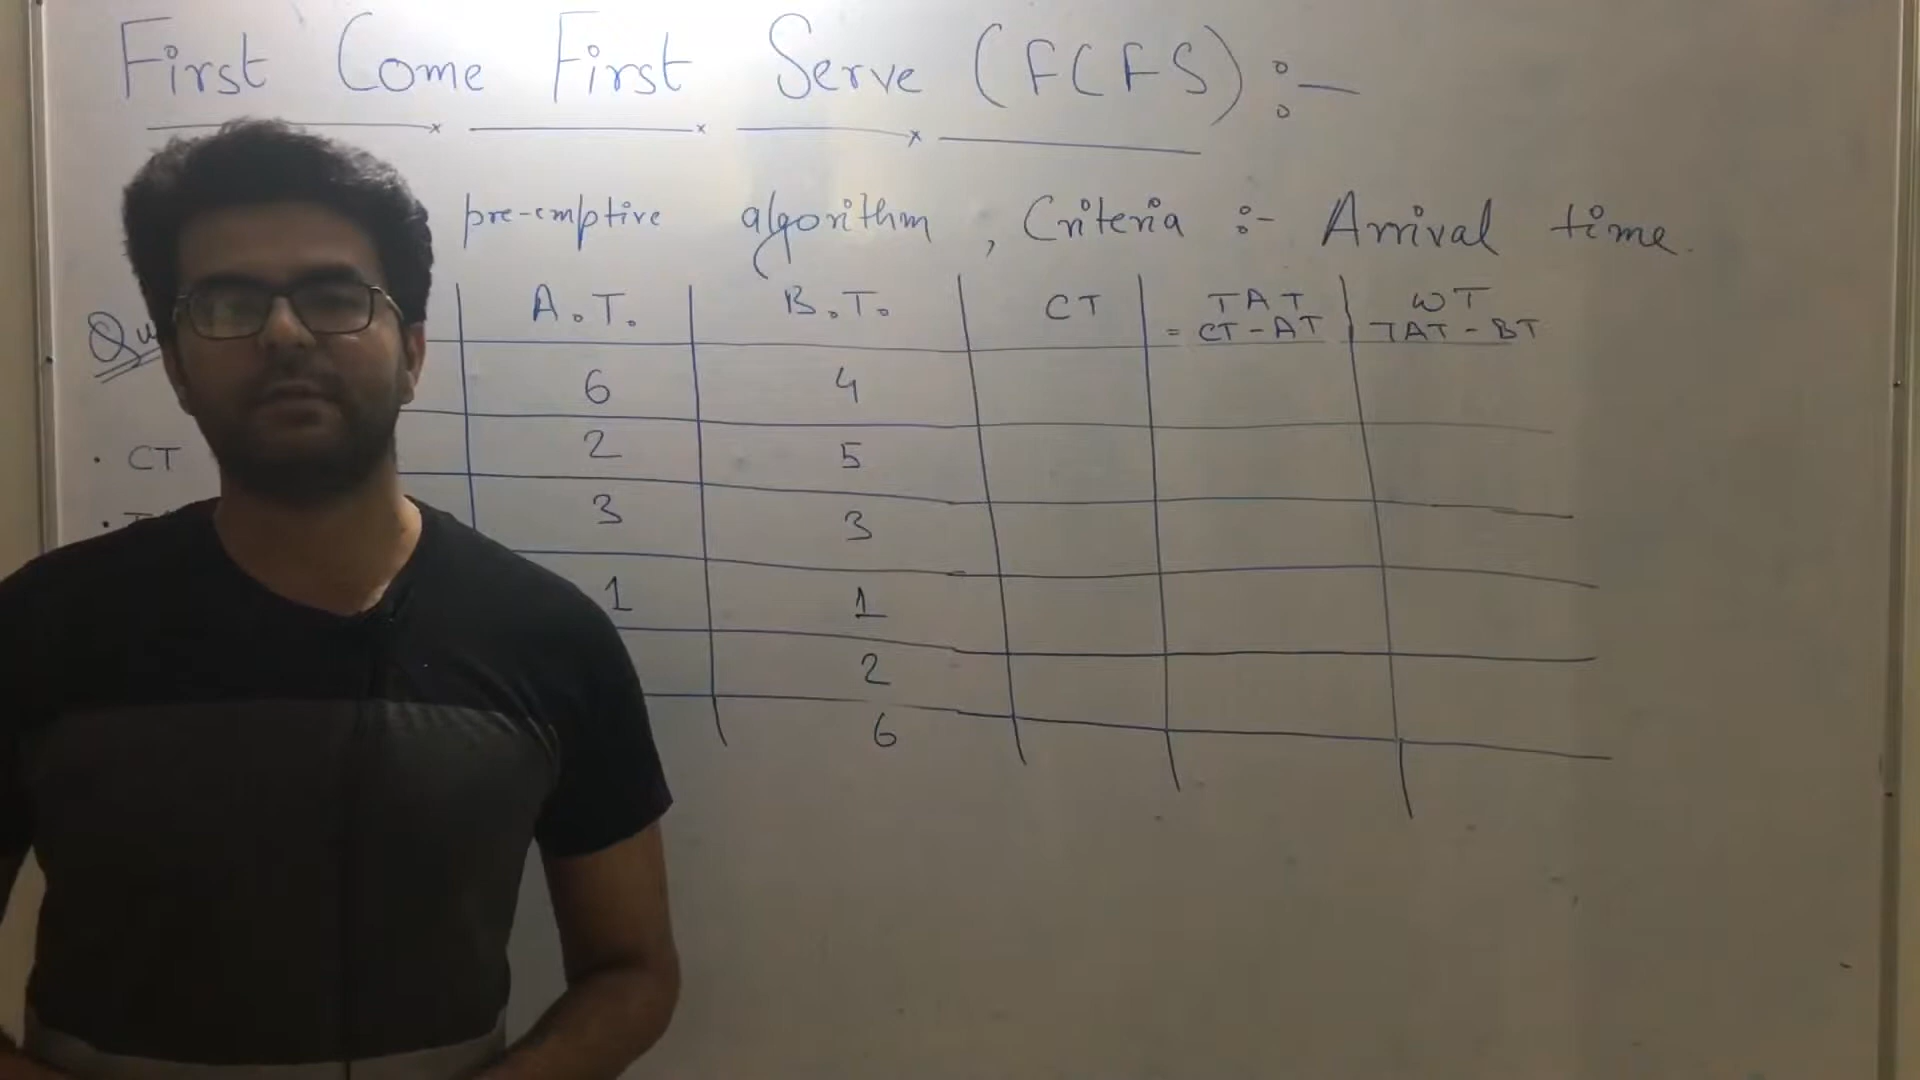 First Come First Serve (FCFS) :-
pre-emptive algorithm, Criteria :- Arrival time.
A.T. B.T. CT TAT = CT - AT WT TAT - BT
6 4
2 5
• CT
3 3
1 1
2
6